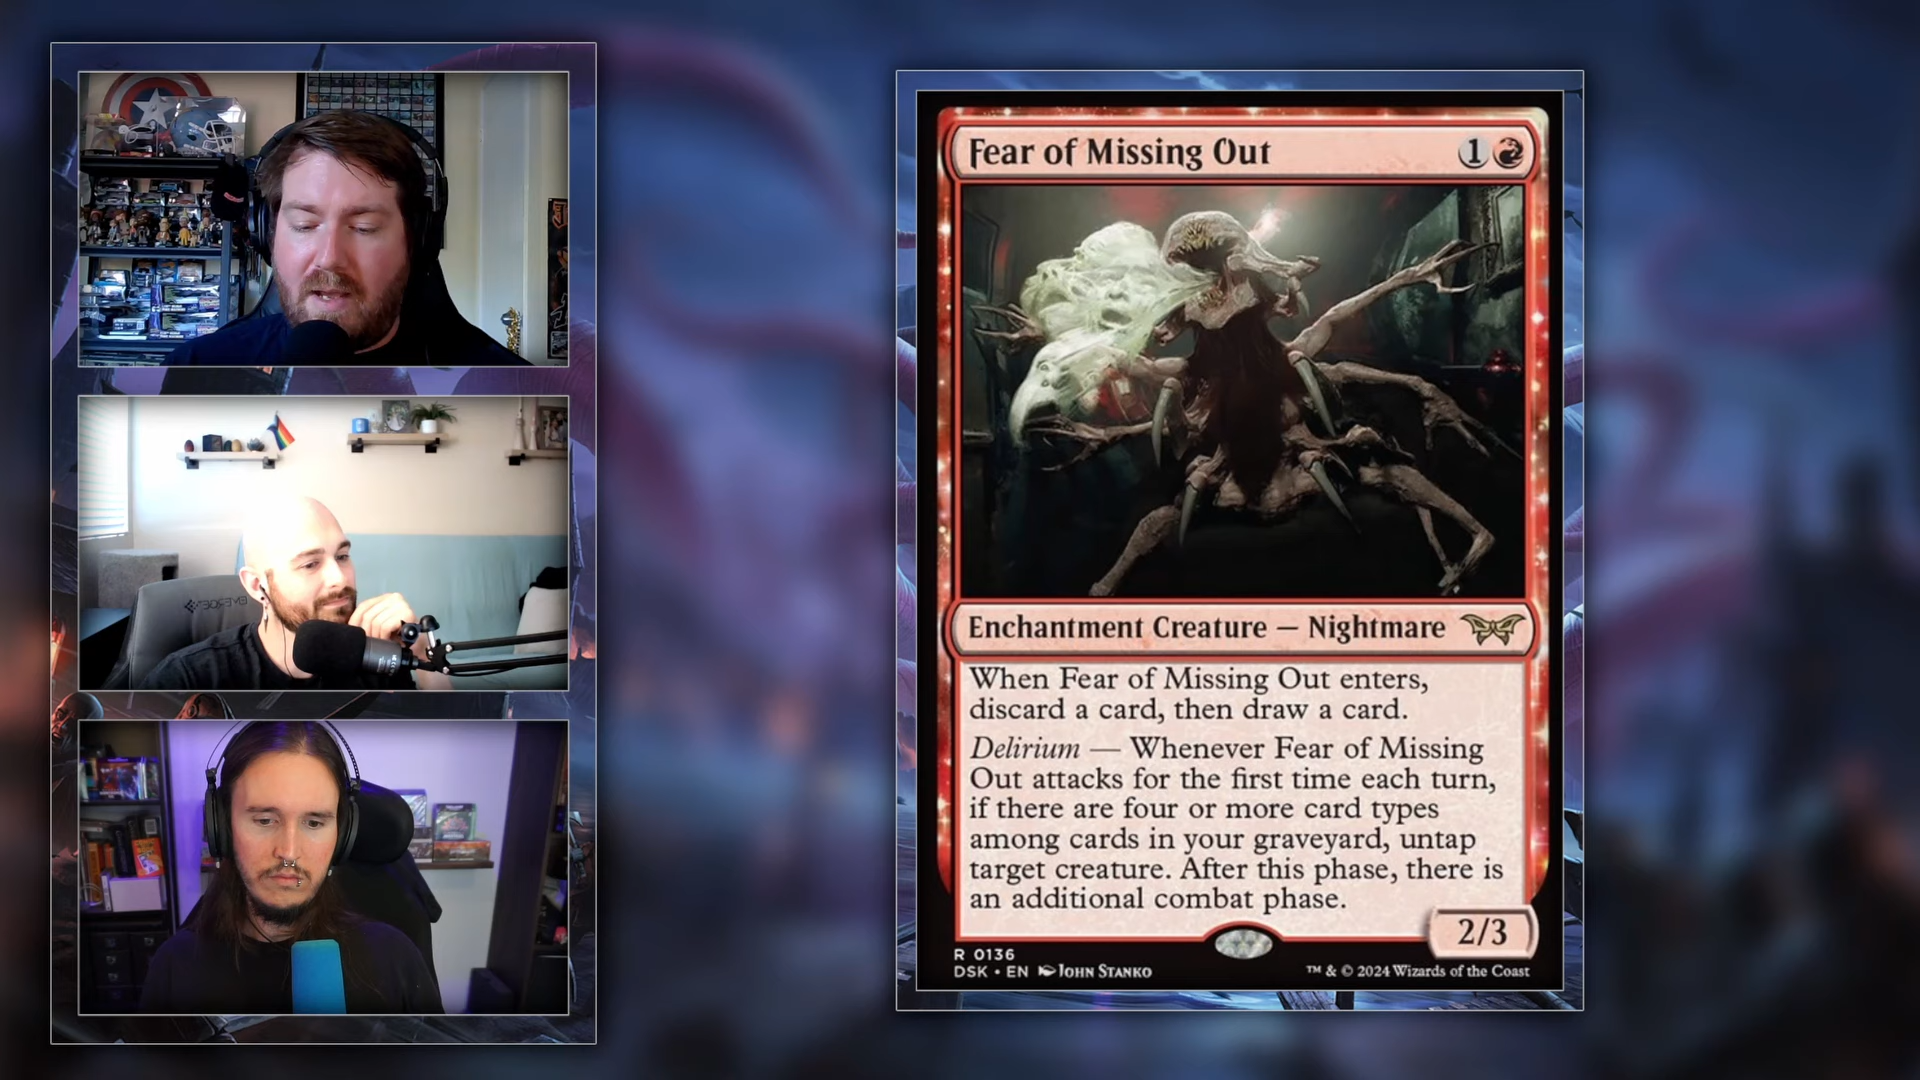 Fear of Missing Out
1
Enchantment Creature — Nightmare
When Fear of Missing Out enters,
discard a card, then draw a card.
Delirium — Whenever Fear of Missing
Out attacks for the first time each turn,
if there are four or more card types
among cards in your graveyard, untap
target creature. After this phase, there is
an additional combat phase.
2/3
R 0136
DSK • EN JOHN STANKO
™ & © 2024 Wizards of the Coast